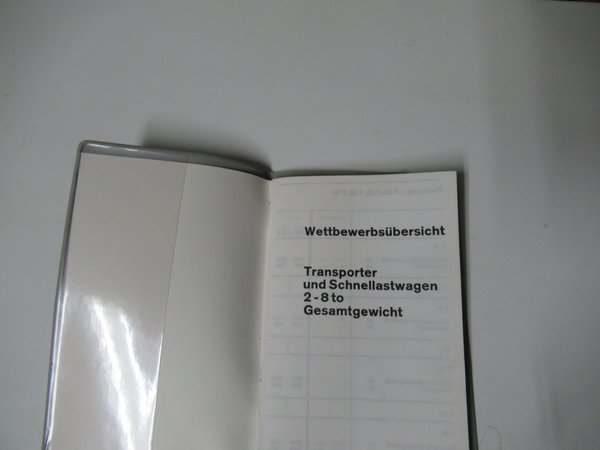 Wettbewerbsübersicht
Transporter
und Schnellastwagen
2-8 to
Gesamtgewicht